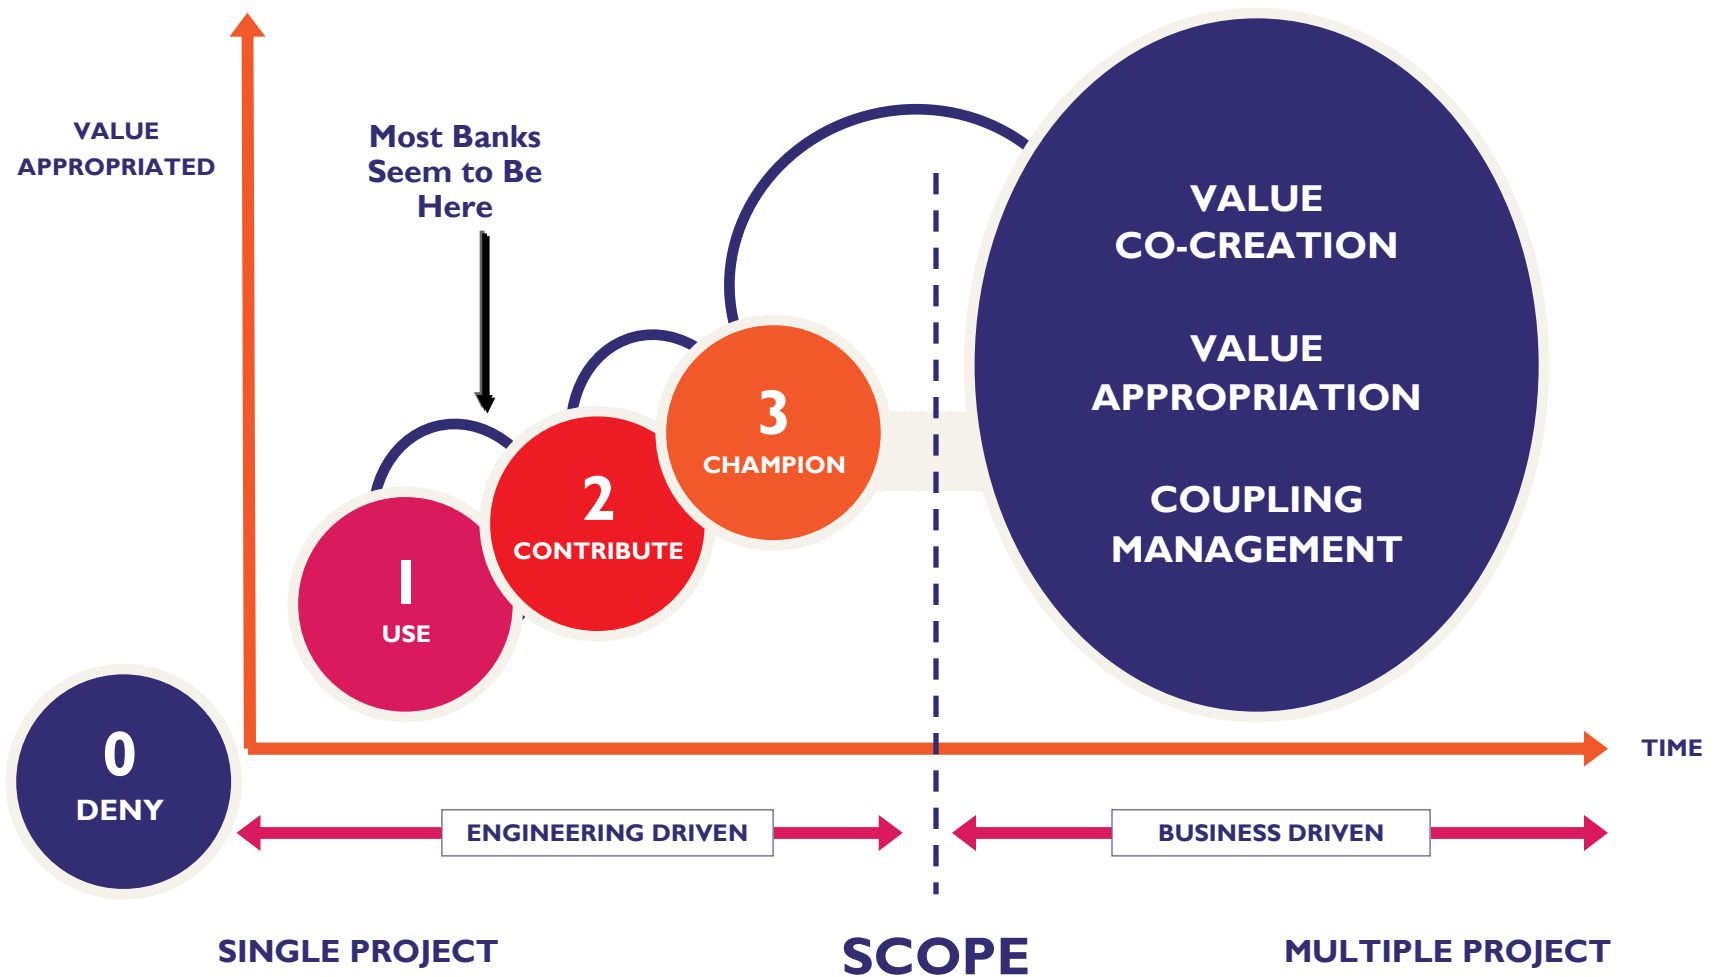 VALUE
APPROPRIATED
Most Banks
Seem to Be
Here
VALUE
CO-CREATION
VALUE
APPROPRIATION
COUPLING
MANAGEMENT
3
CHAMPION
2
CONTRIBUTE
1
USE
0
DENY
TIME
ENGINEERING DRIVEN
BUSINESS DRIVEN
SINGLE PROJECT
SCOPE
MULTIPLE PROJECT